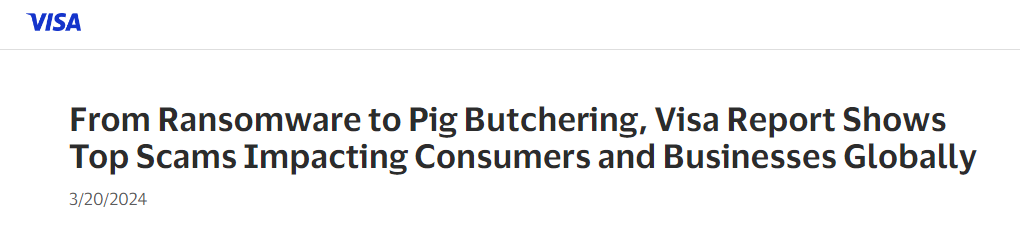 VISA
From Ransomware to Pig Butchering, Visa Report Shows
Top Scams Impacting Consumers and Businesses Globally
3/20/2024